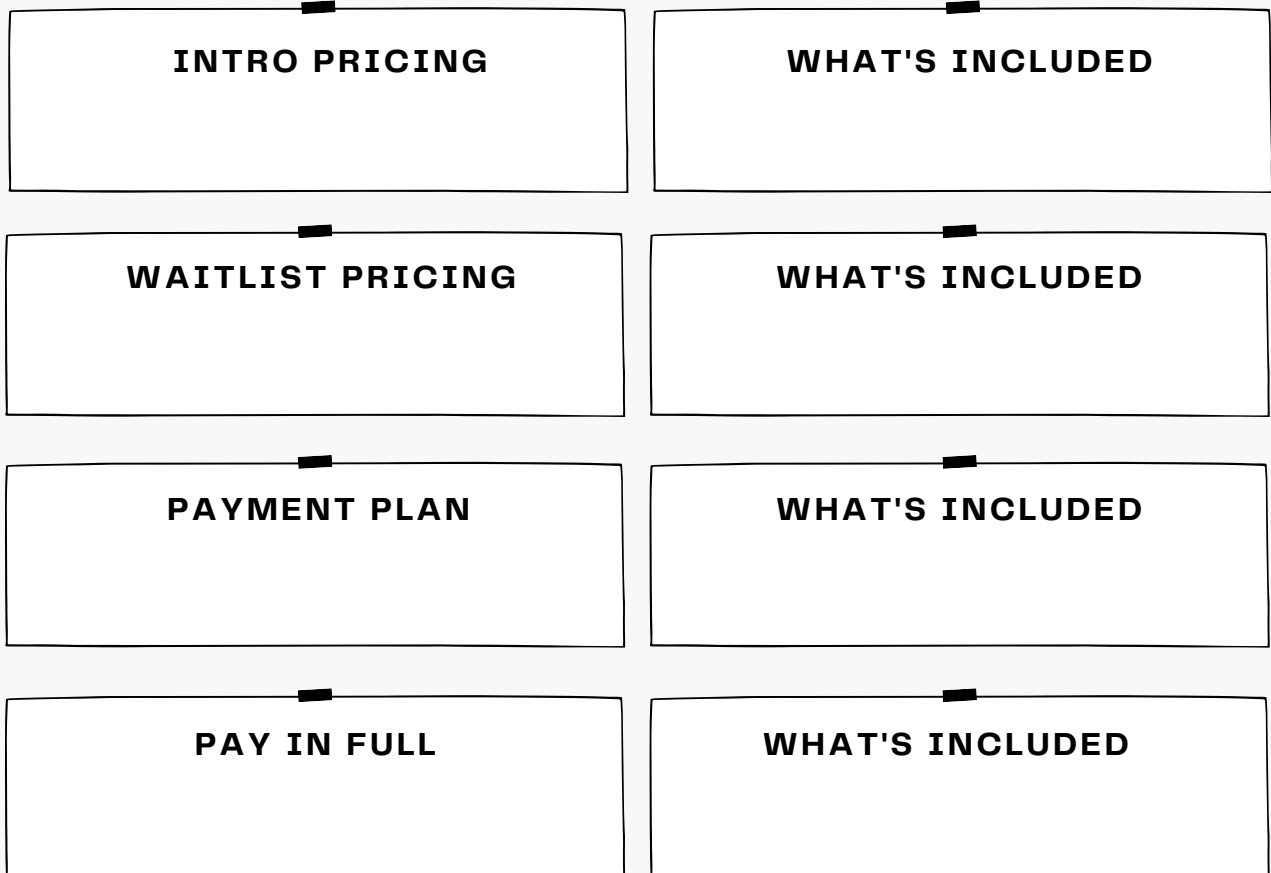 INTRO PRICING
WHAT'S INCLUDED
WAITLIST PRICING
WHAT'S INCLUDED
PAYMENT PLAN
WHAT'S INCLUDED
PAY IN FULL
WHAT'S INCLUDED